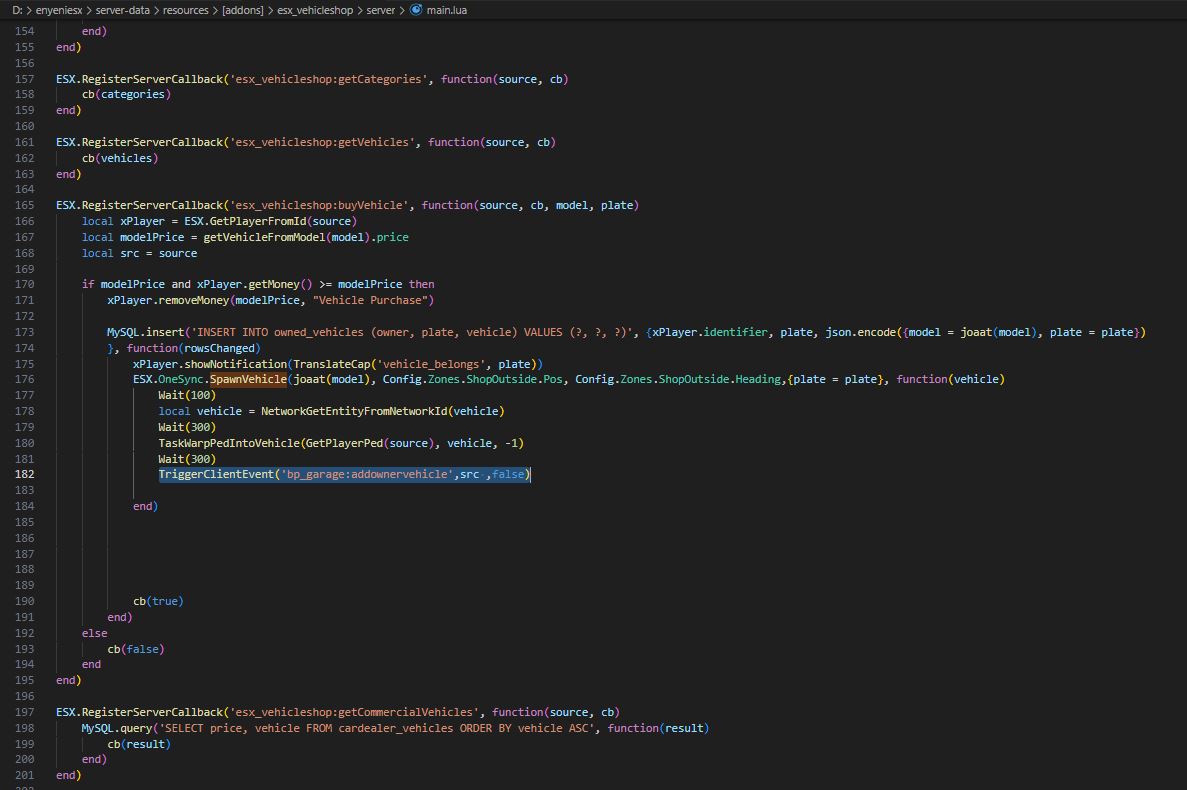 D: > enyeniesx > server-data > resources > [addons] > esx_vehicleshop > server > main.lua
154         end)
155     end)
156
157     ESX.RegisterServerCallback('esx_vehicleshop:getCategories', function(source, cb)
158         cb(categories)
159     end)
160
161     ESX.RegisterServerCallback('esx_vehicleshop:getVehicles', function(source, cb)
162         cb(vehicles)
163     end)
164
165     ESX.RegisterServerCallback('esx_vehicleshop:buyVehicle', function(source, cb, model, plate)
166         local xPlayer = ESX.GetPlayerFromId(source)
167         local modelPrice = getVehicleFromModel(model).price
168         local src = source
169
170         if modelPrice and xPlayer.getMoney() >= modelPrice then
171             xPlayer.removeMoney(modelPrice, "Vehicle Purchase")
172
173             MySQL.insert('INSERT INTO owned_vehicles (owner, plate, vehicle) VALUES (?, ?, ?)', {xPlayer.identifier, plate, json.encode({model = joaat(model), plate = plate})
174             }, function(rowsChanged)
175                 xPlayer.showNotification(TranslateCap('vehicle_belongs', plate))
176                 ESX.OneSync.SpawnVehicle(joaat(model), Config.Zones.ShopOutside.Pos, Config.Zones.ShopOutside.Heading,{plate = plate}, function(vehicle)
177                     Wait(100)
178                     local vehicle = NetworkGetEntityFromNetworkId(vehicle)
179                     Wait(300)
180                     TaskWarpPedIntoVehicle(GetPlayerPed(source), vehicle, -1)
181                     Wait(300)
182                     TriggerClientEvent('bp_garage:addownervehicle',src ,false)
183
184                 end)
185
186
187
188
189
190                 cb(true)
191             end)
192         else
193             cb(false)
194         end
195     end)
196
197     ESX.RegisterServerCallback('esx_vehicleshop:getCommercialVehicles', function(source, cb)
198         MySQL.query('SELECT price, vehicle FROM cardealer_vehicles ORDER BY vehicle ASC', function(result)
199             cb(result)
200         end)
201     end)